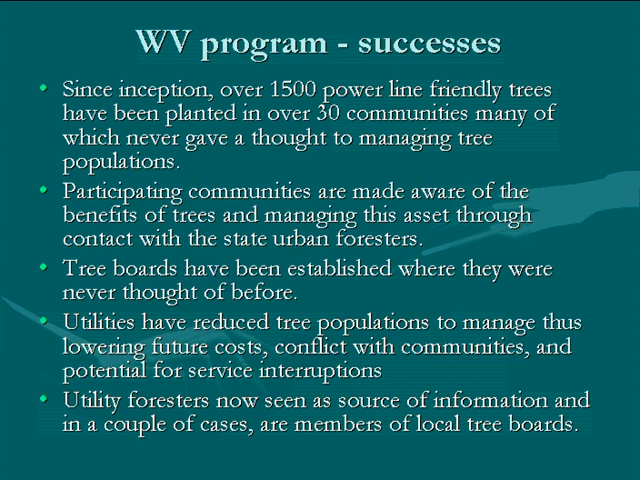 WV program - successes
• Since inception, over 1500 power line friendly trees
have been planted in over 30 communities many of
which never gave a thought to managing tree
populations.
• Participating communities are made aware of the
benefits of trees and managing this asset through
contact with the state urban foresters.
• Tree boards have been established where they were
never thought of before.
• Utilities have reduced tree populations to manage thus
lowering future costs, conflict with communities, and
potential for service interruptions
• Utility foresters now seen as source of information and
in a couple of cases, are members of local tree boards.